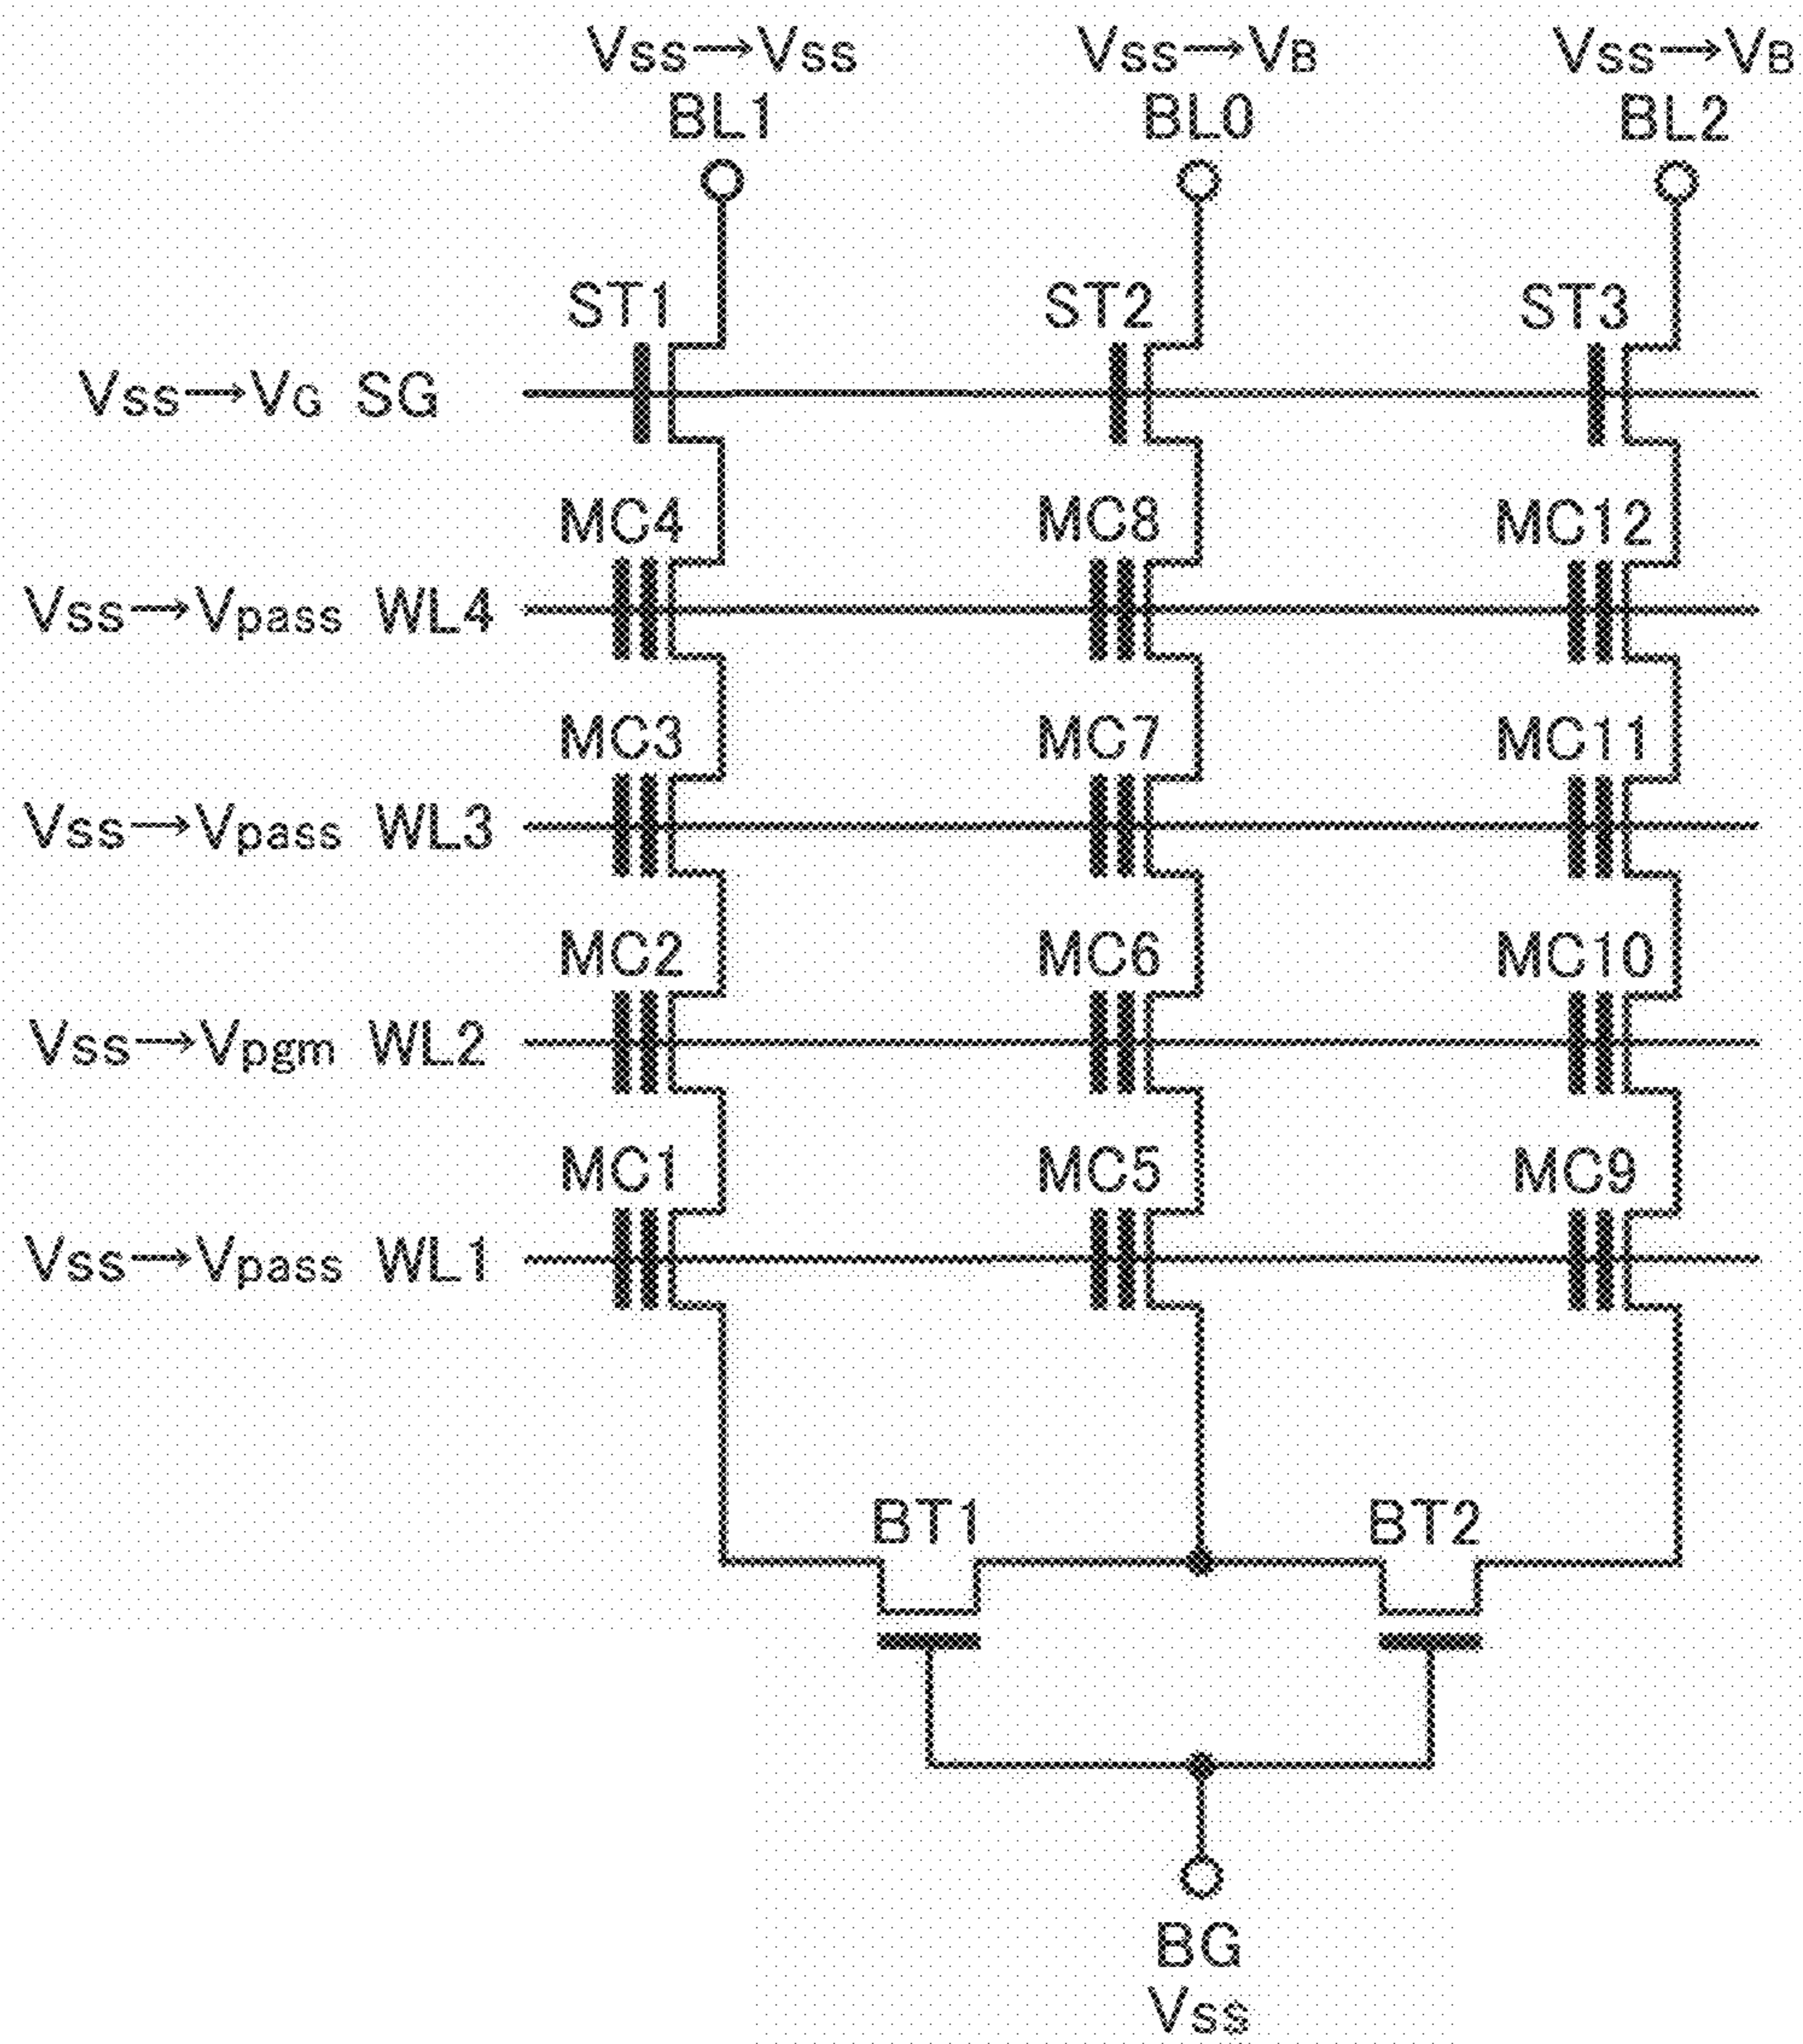 Vss→Vss Vss→VB Vss→VB
BL1 BL0 BL2
ST1 ST2 ST3
Vss→VG SG
MC4 MC8 MC12
Vss→Vpass WL4
MC3 MC7 MC11
Vss→Vpass WL3
MC2 MC6 MC10
Vss→Vpgm WL2
MC1 MC5 MC9
Vss→Vpass WL1
BT1 BT2
BG
Vss